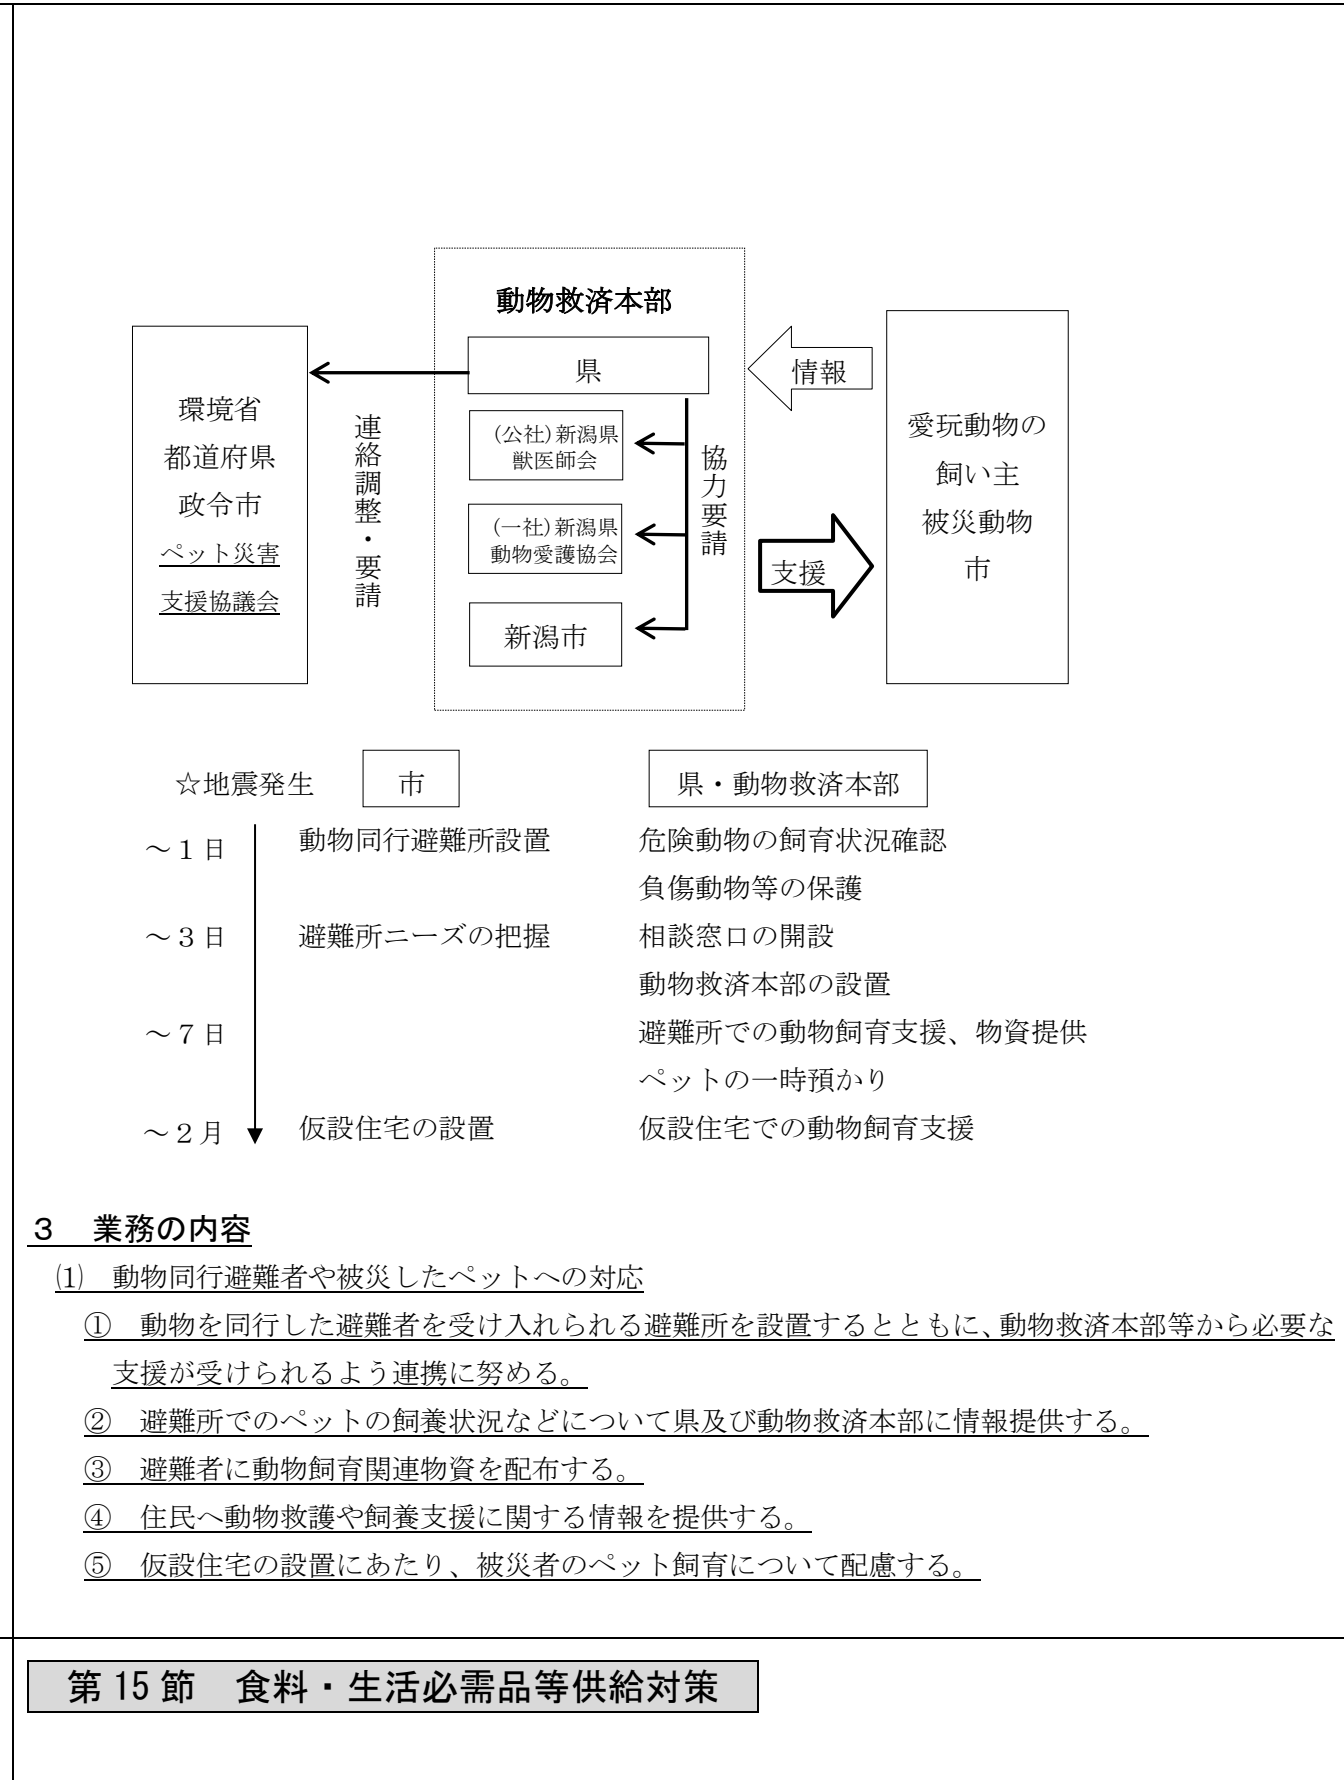 動物救済本部
県
(公社)新潟県
獣医師会
(一社)新潟県
動物愛護協会
新潟市
協力要請
環境省
都道府県
政令市
ペット災害
支援協議会
連絡調整・要請
情報
支援
愛玩動物の
飼い主
被災動物
市
☆地震発生 市 県・動物救済本部
～1日 動物同行避難所設置 危険動物の飼育状況確認
負傷動物等の保護
～3日 避難所ニーズの把握 相談窓口の開設
動物救済本部の設置
～7日 避難所での動物飼育支援、物資提供
ペットの一時預かり
～2月 仮設住宅の設置 仮設住宅での動物飼育支援
3　業務の内容
⑴　動物同行避難者や被災したペットへの対応
①　動物を同行した避難者を受け入れられる避難所を設置するとともに、動物救済本部等から必要な
支援が受けられるよう連携に努める。
②　避難所でのペットの飼養状況などについて県及び動物救済本部に情報提供する。
③　避難者に動物飼育関連物資を配布する。
④　住民へ動物救護や飼養支援に関する情報を提供する。
⑤　仮設住宅の設置にあたり、被災者のペット飼育について配慮する。
第15節　食料・生活必需品等供給対策